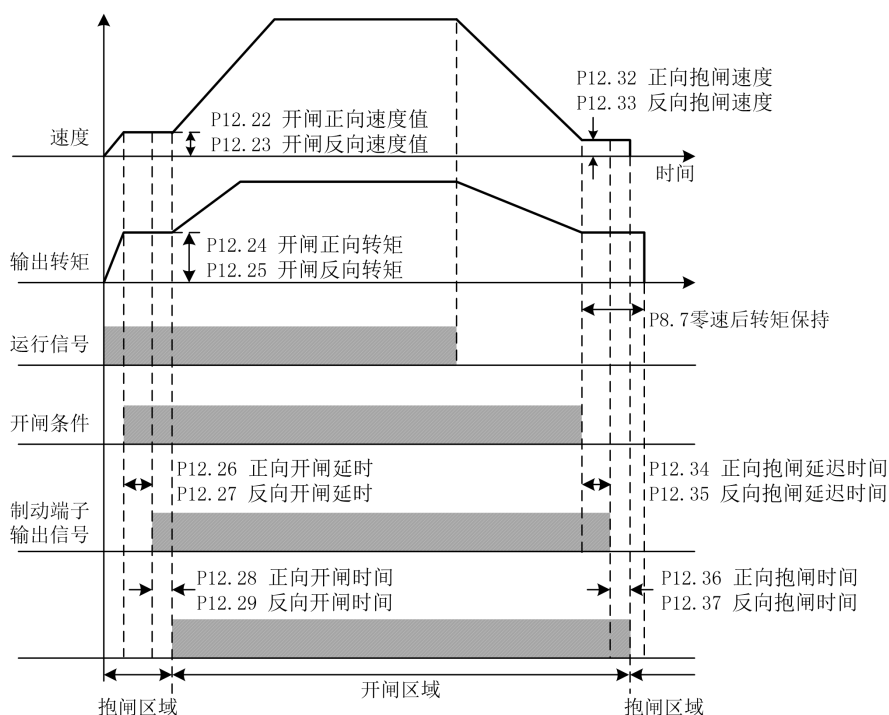 P12.32 正向抱闸速度
P12.33 反向抱闸速度
P12.22 开闸正向速度值
P12.23 开闸反向速度值
速度
时间
P12.24 开闸正向转矩
P12.25 开闸反向转矩
输出转矩
P8.7零速后转矩保持
运行信号
开闸条件
P12.26 正向开闸延时
P12.27 反向开闸延时
P12.34 正向抱闸延迟时间
P12.35 反向抱闸延迟时间
制动端子
输出信号
P12.28 正向开闸时间
P12.29 反向开闸时间
P12.36 正向抱闸时间
P12.37 反向抱闸时间
抱闸区域
开闸区域
抱闸区域